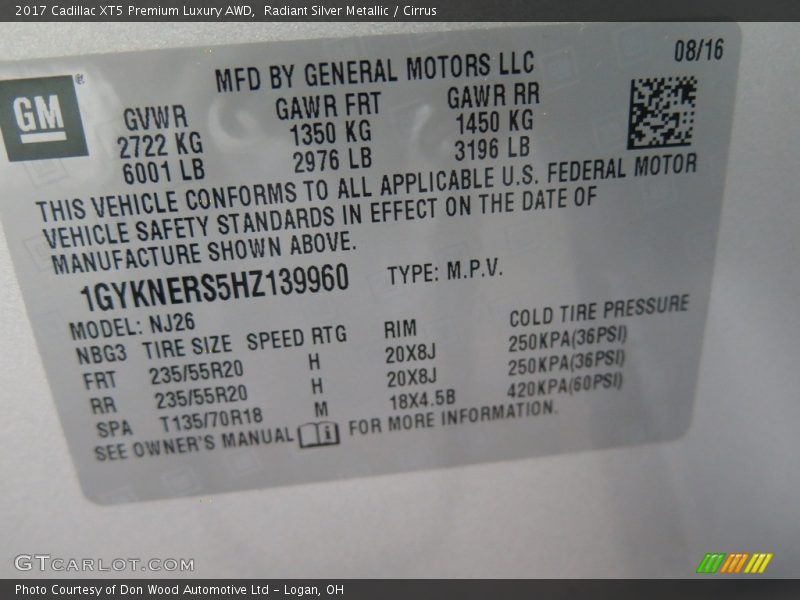 2017 Cadillac XT5 Premium Luxury AWD,  Radiant Silver Metallic / Cirrus
08/16
GM®
MFD BY GENERAL MOTORS LLC
GVWR GAWR FRT GAWR RR
2722 KG 1350 KG 1450 KG
6001 LB 2976 LB 3196 LB
THIS VEHICLE CONFORMS TO ALL APPLICABLE U.S. FEDERAL MOTOR
VEHICLE SAFETY STANDARDS IN EFFECT ON THE DATE OF
MANUFACTURE SHOWN ABOVE.
1GYKNERS5HZ139960 TYPE: M.P.V.
MODEL: NJ26
NBG3 TIRE SIZE SPEED RTG RIM COLD TIRE PRESSURE
FRT 235/55R20 H 20X8J 250KPA(36PSI)
RR 235/55R20 H 20X8J 250KPA(36PSI)
SPA T135/70R18 M 18X4.5B 420KPA(60PSI)
SEE OWNER'S MANUAL i FOR MORE INFORMATION.
GTCARLOT.COM
Photo Courtesy of Don Wood Automotive Ltd - Logan, OH